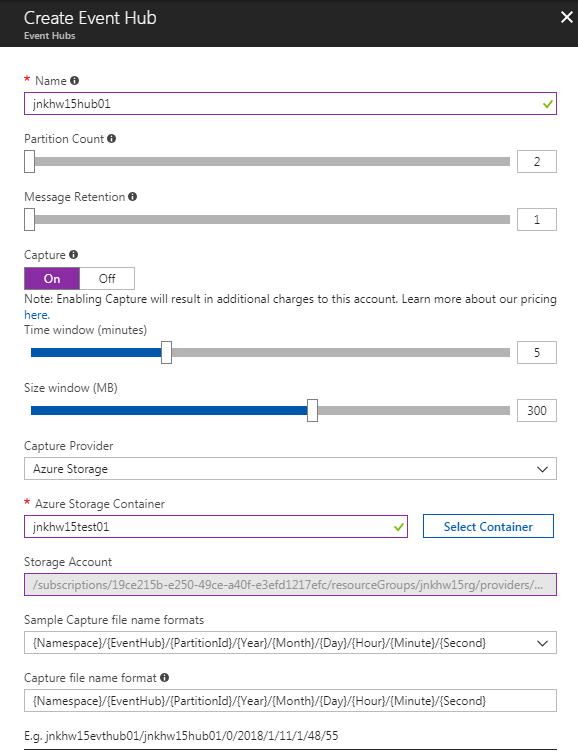 Create Event Hub
Event Hubs
* Name
jnkhw15hub01
Partition Count
2
Message Retention
1
Capture
On Off
Note: Enabling Capture will result in additional charges to this account. Learn more about our pricing
here.
Time window (minutes)
5
Size window (MB)
300
Capture Provider
Azure Storage
* Azure Storage Container
jnkhw15test01 Select Container
Storage Account
/subscriptions/19ce215b-e250-49ce-a40f-e3efd1217efc/resourceGroups/jnkhw15rg/providers/...
Sample Capture file name formats
{Namespace}/{EventHub}/{PartitionId}/{Year}/{Month}/{Day}/{Hour}/{Minute}/{Second}
Capture file name format
{Namespace}/{EventHub}/{PartitionId}/{Year}/{Month}/{Day}/{Hour}/{Minute}/{Second}
E.g. jnkhw15evthub01/jnkhw15hub01/0/2018/1/11/1/48/55